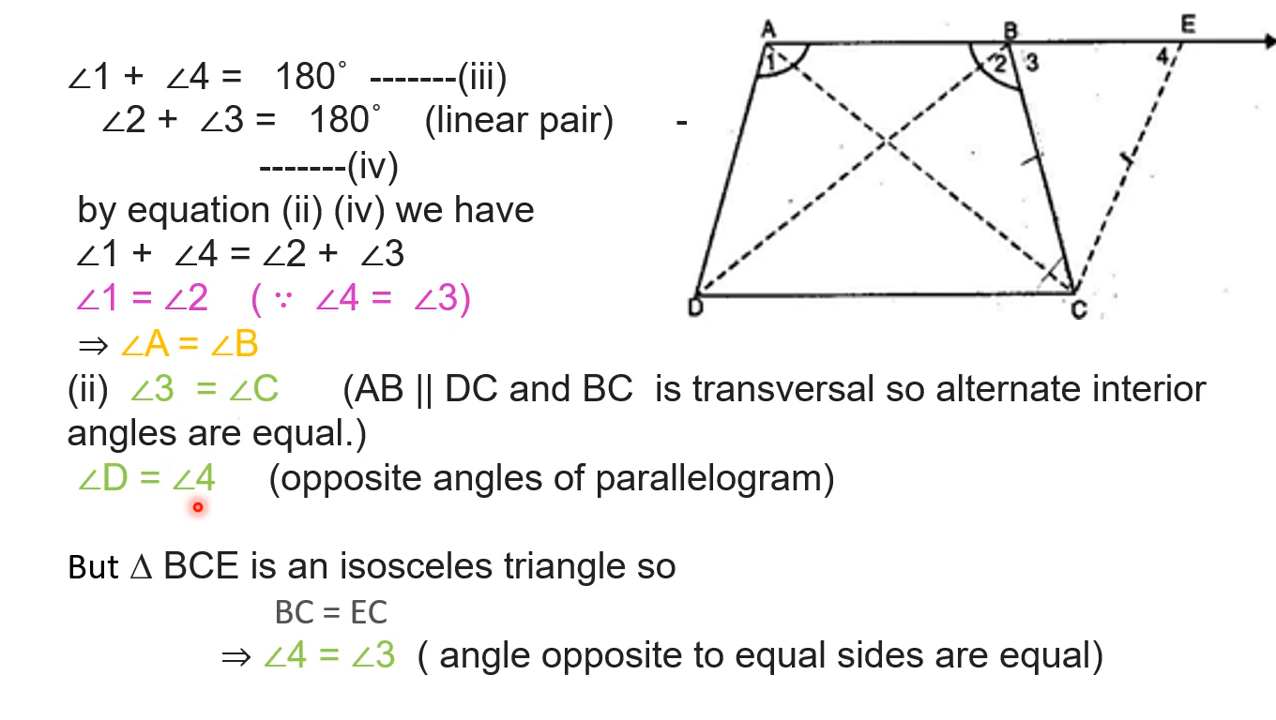 ∠1 + ∠4 = 180˚ -------(iii)
∠2 + ∠3 = 180˚ (linear pair) -
-------(iv)
by equation (ii) (iv) we have
∠1 + ∠4 = ∠2 + ∠3
∠1 = ∠2 ( ∵ ∠4 = ∠3)
⇒ ∠A = ∠B
(ii) ∠3 = ∠C (AB || DC and BC is transversal so alternate interior
angles are equal.)
∠D = ∠4 (opposite angles of parallelogram)
But Δ BCE is an isosceles triangle so
BC = EC
⇒ ∠4 = ∠3 ( angle opposite to equal sides are equal)
A B E
1 2 3 4
D C